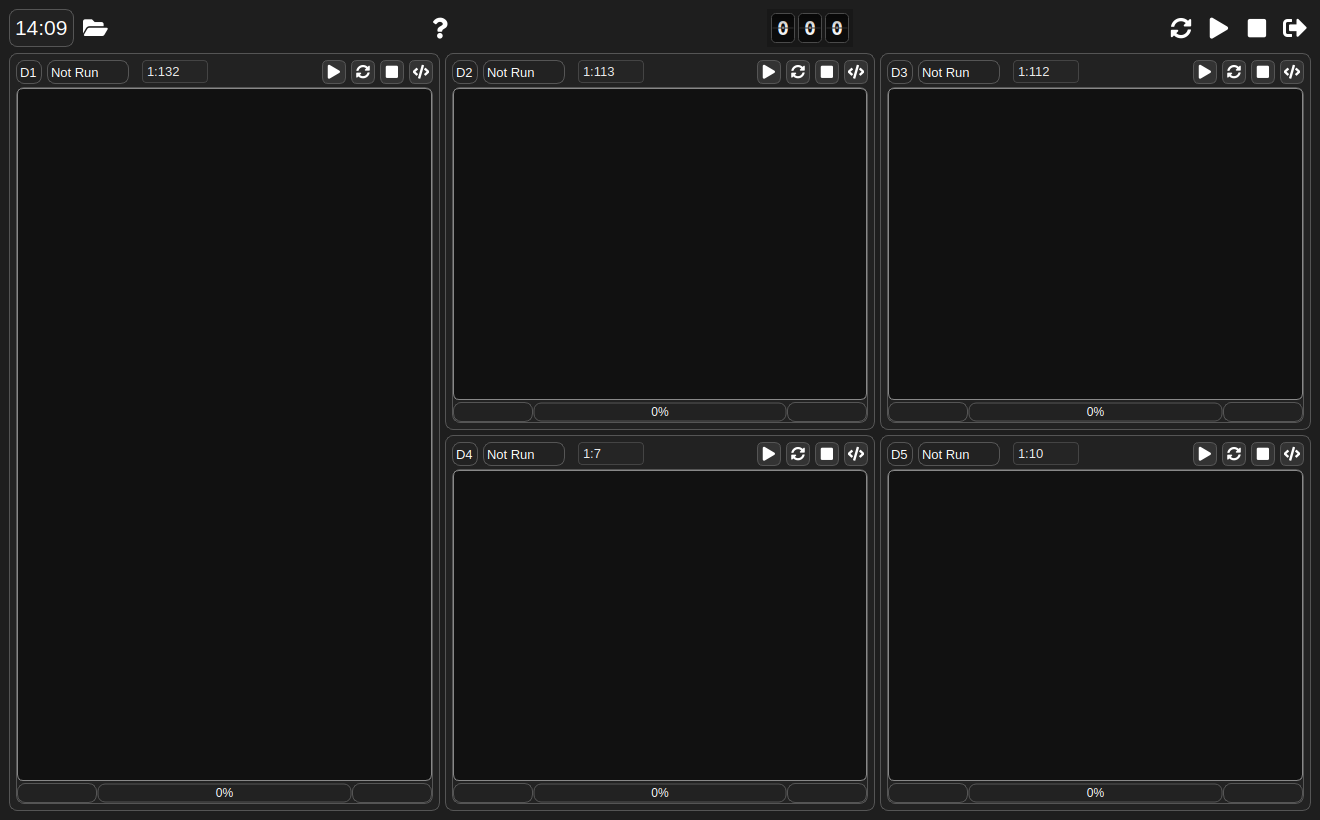 14:09 ? 0 0 0
D1 Not Run 1:132 </>
D2 Not Run 1:113 </>
D3 Not Run 1:112 </>
0%
0%
D4 Not Run 1:7 </>
D5 Not Run 1:10 </>
0%
0%
0%